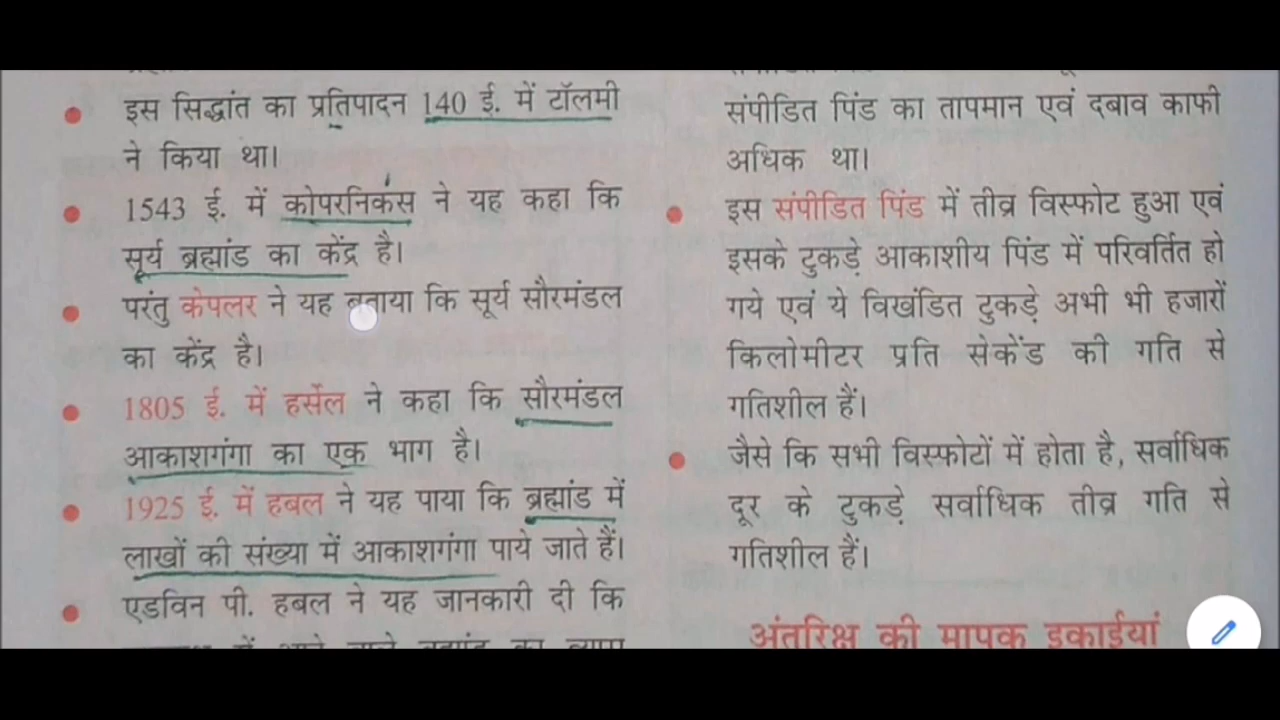 इस सिद्धांत का प्रतिपादन 140 ई. में टॉलमी
ने किया था।
1543 ई. में कोपरनिकस ने यह कहा कि
सूर्य ब्रह्मांड का केंद्र है।
परंतु केपलर ने यह बताया कि सूर्य सौरमंडल
का केंद्र है।
1805 ई. में हर्सेल ने कहा कि सौरमंडल
आकाशगंगा का एक भाग है।
1925 ई. में हबल ने यह पाया कि ब्रह्मांड में
लाखों की संख्या में आकाशगंगा पाये जाते हैं।
एडविन पी. हबल ने यह जानकारी दी कि
संपीडित पिंड का तापमान एवं दबाव काफी
अधिक था।
इस संपीडित पिंड में तीव्र विस्फोट हुआ एवं
इसके टुकड़े आकाशीय पिंड में परिवर्तित हो
गये एवं ये विखंडित टुकड़े अभी भी हजारों
किलोमीटर प्रति सेकेंड की गति से
गतिशील हैं।
जैसे कि सभी विस्फोटों में होता है, सर्वाधिक
दूर के टुकड़े सर्वाधिक तीव्र गति से
गतिशील हैं।
अंतरिक्ष की मापक इकाईयां